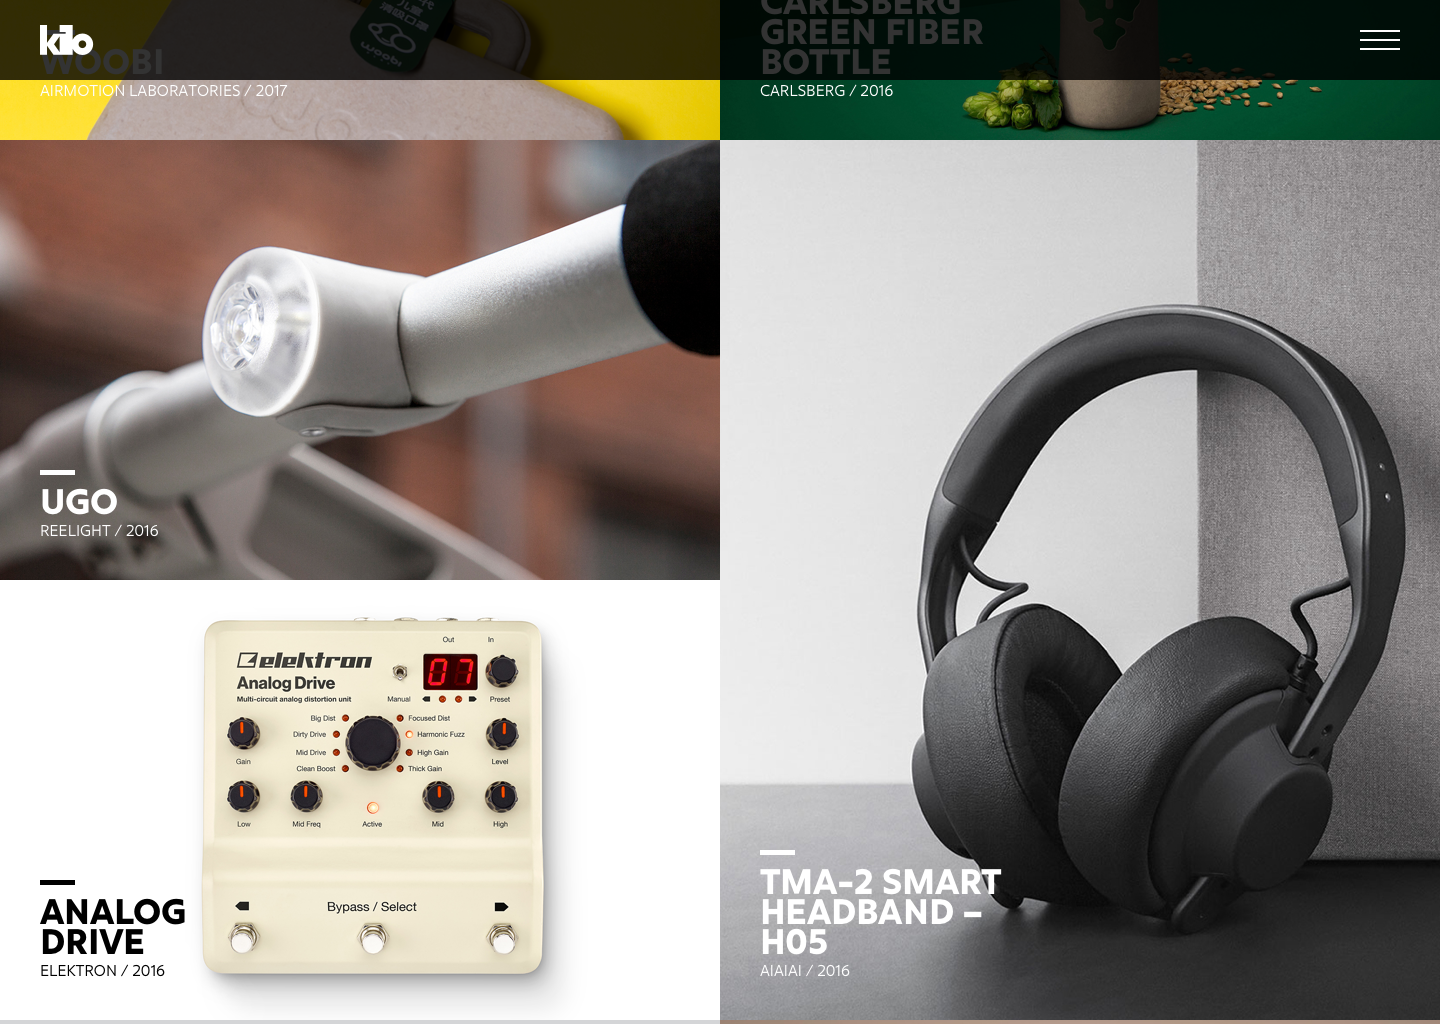 kilo
WOOBI
AIRMOTION LABORATORIES / 2017
CARLSBERG
GREEN FIBER
BOTTLE
CARLSBERG / 2016
UGO
REELIGHT / 2016
elektron
Analog Drive
Multi-circuit analog distortion unit
Out In
07
Manual
Preset
Big Dist
Focused Dist
Dirty Drive
Harmonic Fuzz
Mid Drive
High Gain
Clean Boost
Thick Gain
Gain
Level
Low
Mid Freq
Active
Mid
High
Bypass / Select
ANALOG
DRIVE
ELEKTRON / 2016
TMA-2 SMART
HEADBAND –
H05
AIAIAI / 2016